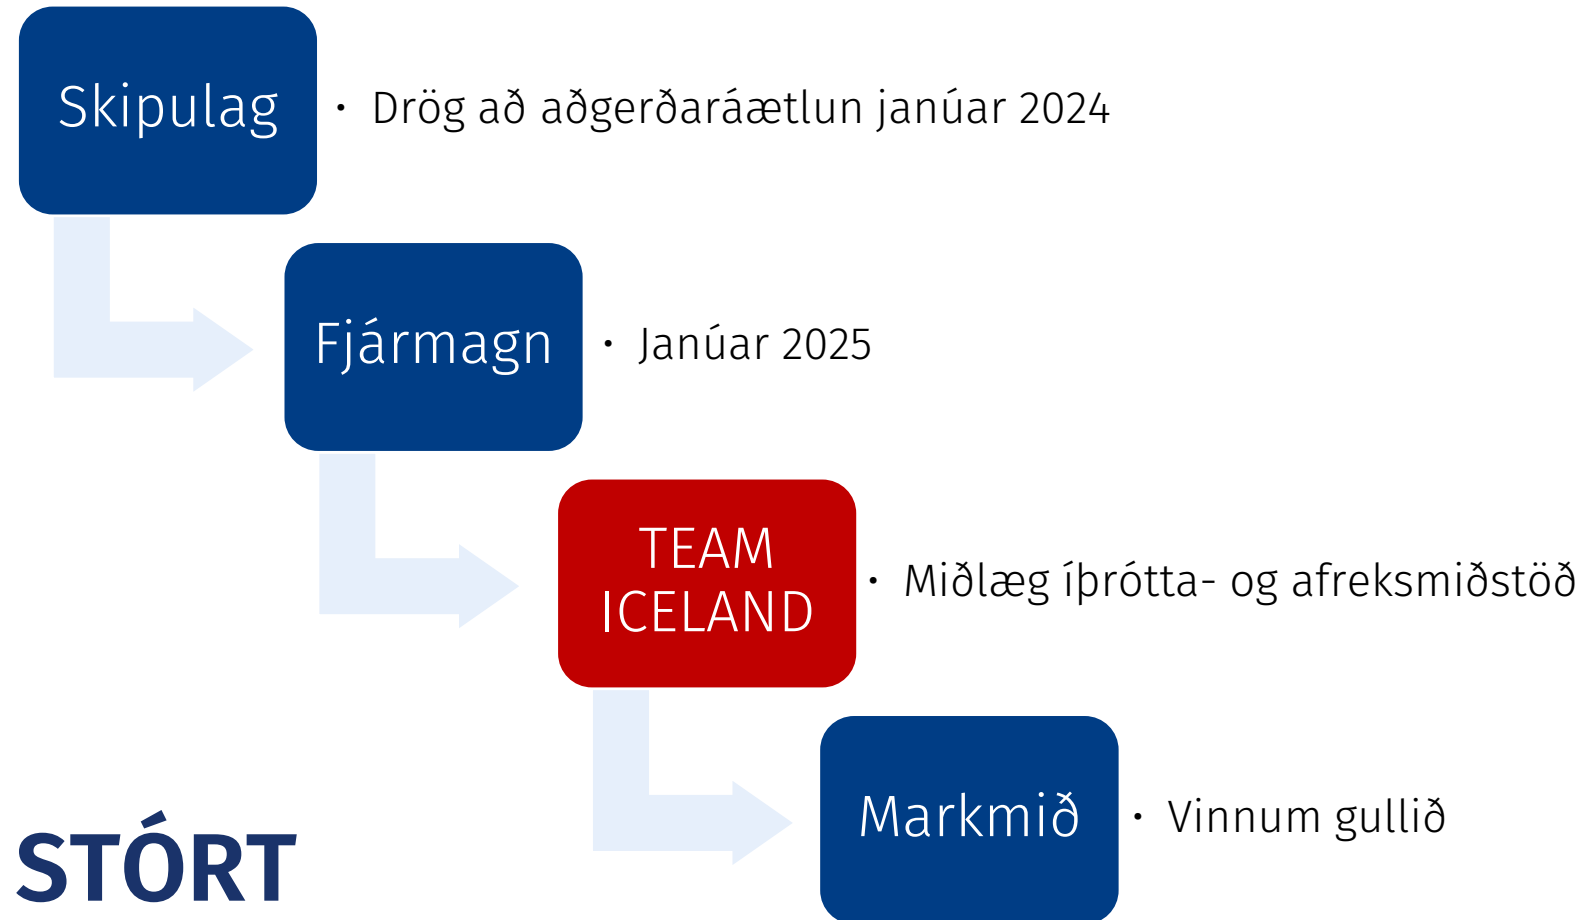 Skipulag
• Drög að aðgerðaráætlun janúar 2024
Fjármagn
• Janúar 2025
TEAM
ICELAND
• Miðlæg íþrótta- og afreksmiðstöð
Markmið
• Vinnum gullið
STÓRT